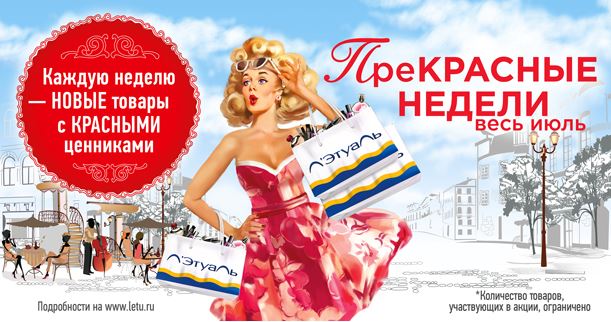 Каждую неделю
— НОВЫЕ товары
с КРАСНЫМИ
ценниками
ПреКРАСНЫЕ
НЕДЕЛИ
весь июль
Л'Этуаль
Л'Этуаль
Подробности на www.letu.ru
*Количество товаров,
участвующих в акции, ограничено